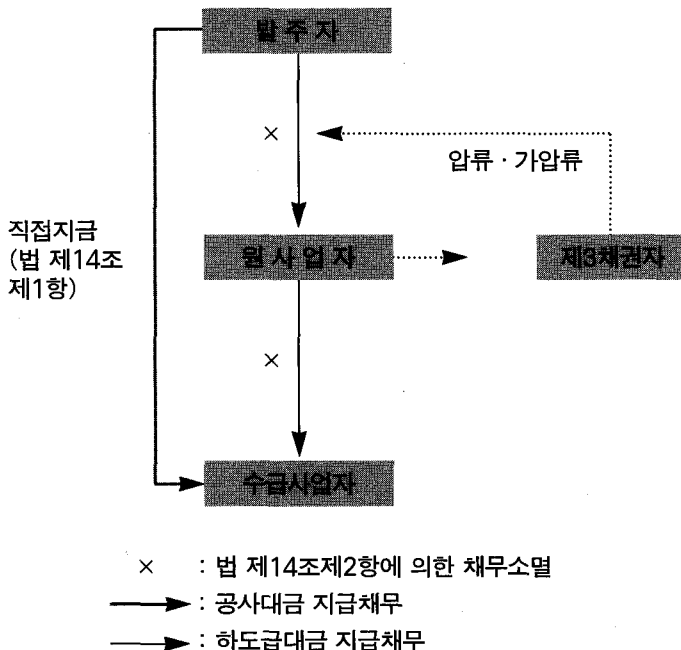 발 주 자
×
압류 · 가압류
직접지금
(법 제14조
제1항)
원 사 업 자
제3채권자
×
수급사업자
× : 법 제14조제2항에 의한 채무소멸
: 공사대금 지급채무
: 하도급대금 지급채무